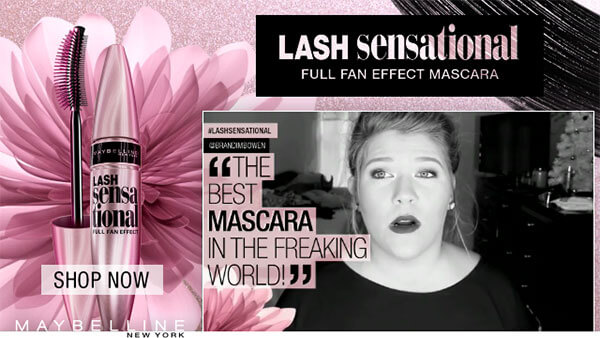 LASH sensational
FULL FAN EFFECT MASCARA
#LASHSENSATIONAL
@BRANDIMBOWEN
“THE
BEST
MASCARA
IN THE FREAKING
WORLD!”
MAYBELLINE
LASH
sensa
tional
FULL FAN EFFECT
SHOP NOW
MAYBELLINE
NEW YORK